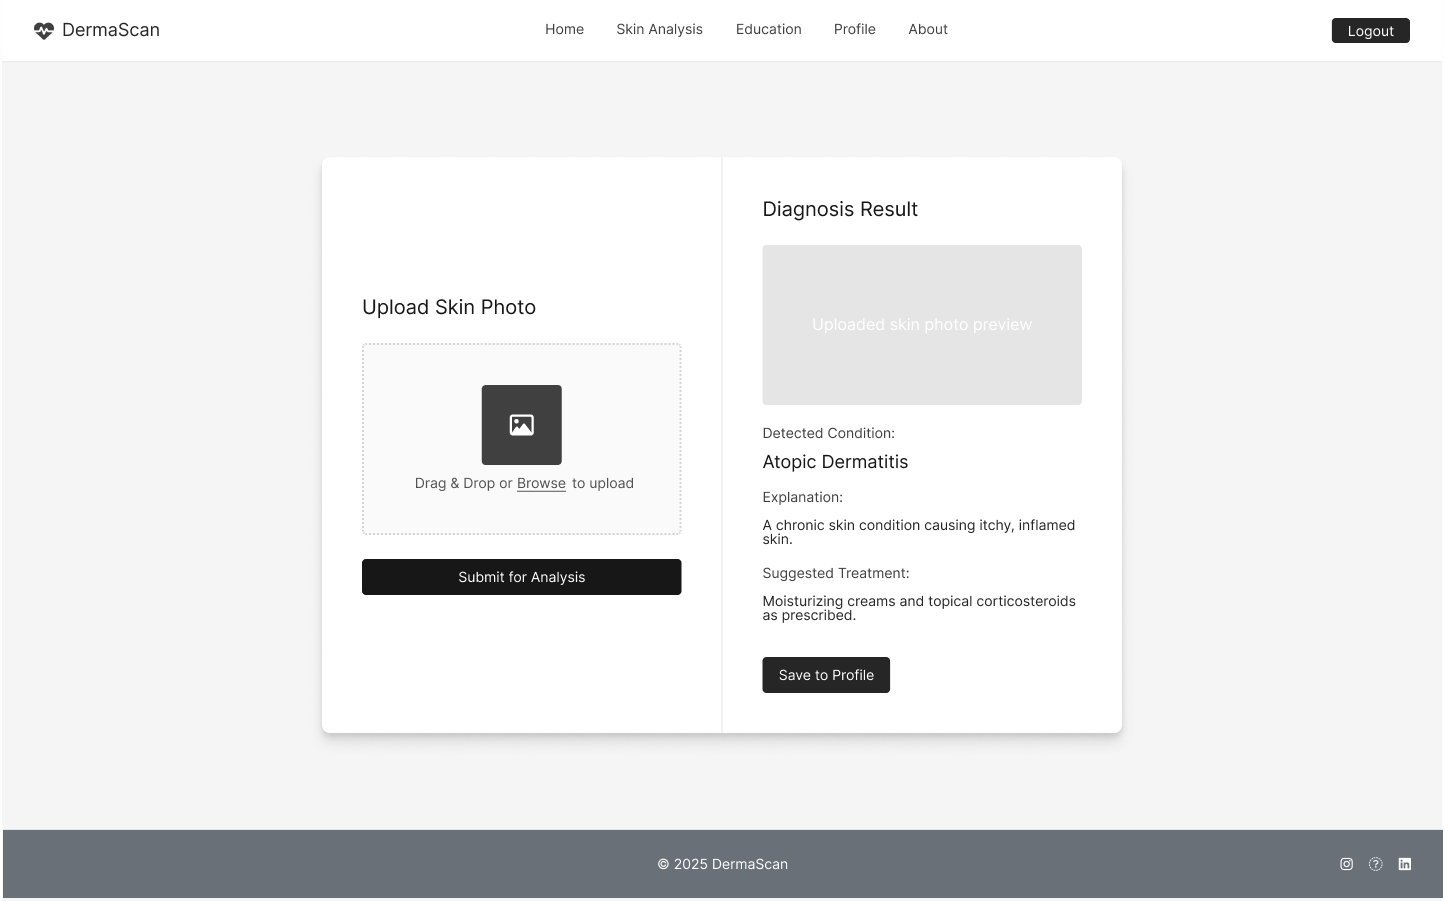 DermaScan
Home
Skin Analysis
Education
Profile
About
Logout
Upload Skin Photo
Drag & Drop or Browse to upload
Submit for Analysis
Diagnosis Result
Uploaded skin photo preview
Detected Condition:
Atopic Dermatitis
Explanation:
A chronic skin condition causing itchy, inflamed
skin.
Suggested Treatment:
Moisturizing creams and topical corticosteroids
as prescribed.
Save to Profile
© 2025 DermaScan